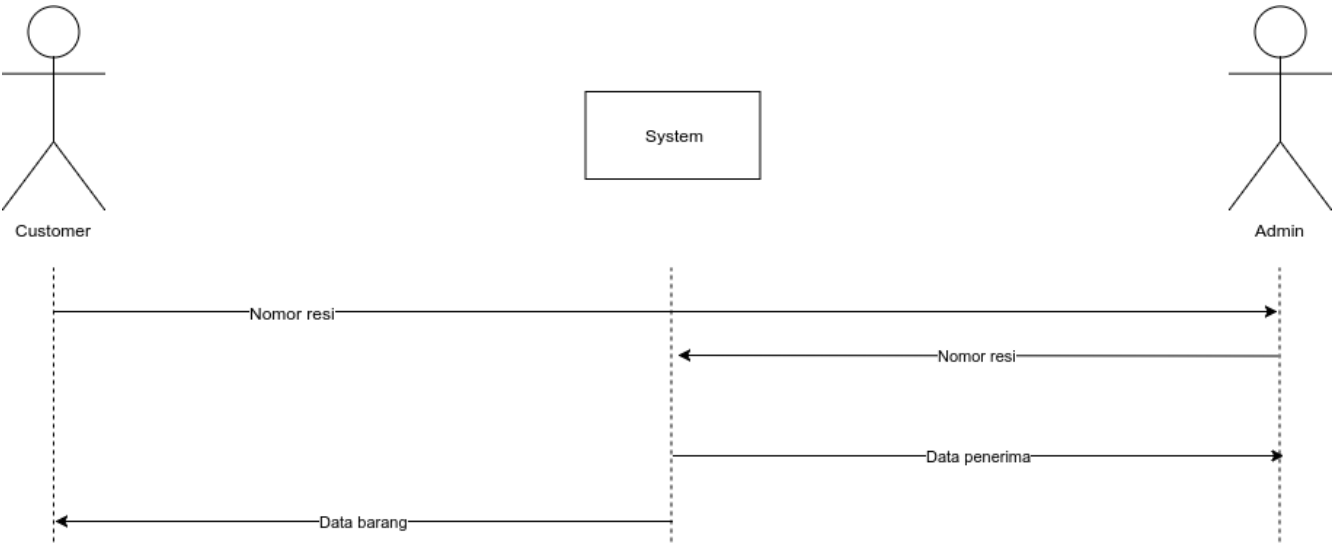 System
Customer
Admin
Nomor resi
Nomor resi
Data penerima
Data barang